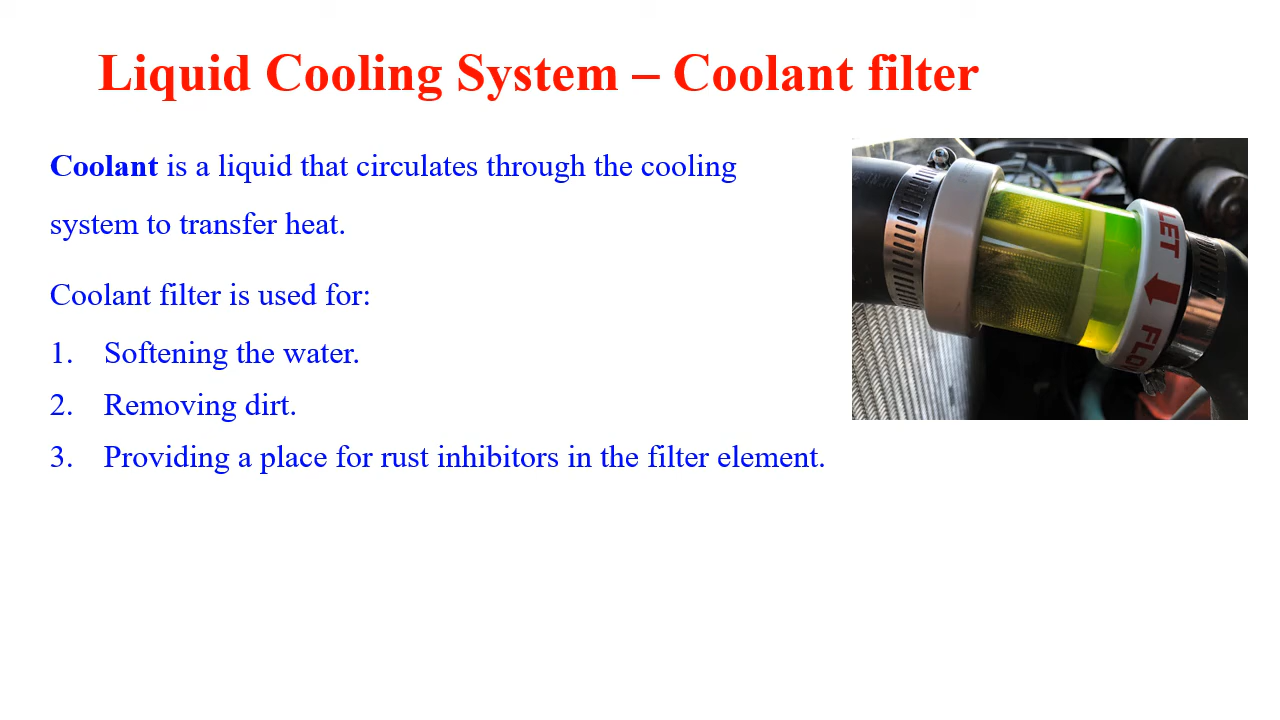 Liquid Cooling System – Coolant filter
Coolant is a liquid that circulates through the cooling
system to transfer heat.
Coolant filter is used for:
1. Softening the water.
2. Removing dirt.
3. Providing a place for rust inhibitors in the filter element.